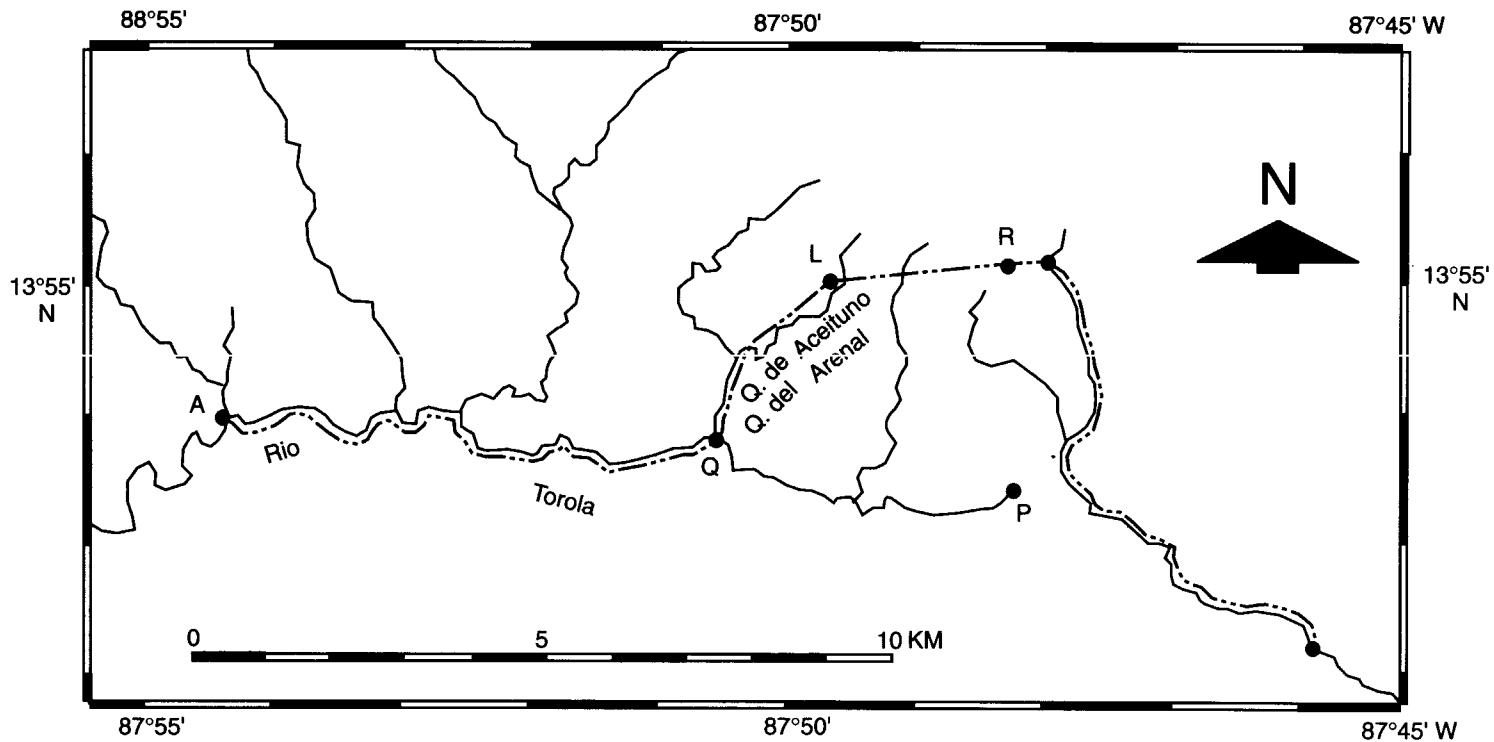 88°55' 87°50' 87°45' W
N
L R
13°55' 13°55'
N N
Q. de Aceituno
Q. del Arenal
A
Rio
Q
Torola
P
0 5 10 KM
87°55' 87°50' 87°45' W